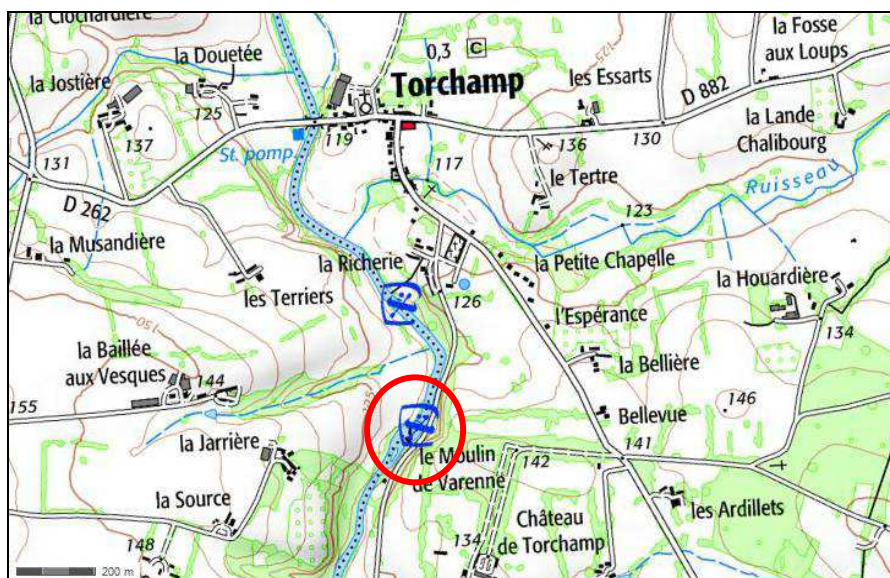 la Clochardière
la Douetée
0,3
C
la Fosse
aux Loups
la Jostière
Torchamp
les Essarts
D 882
125
125
la Lande
Chalibourg
119
136
130
137
St. pomp.
117
131
le Tertre
Ruisseau
D 262
123
la Musandière
la Richerie
la Petite Chapelle
la Houardière
les Terriers
126
l'Espérance
134
150
la Baillée
aux Vesques
144
la Bellière
155
125
146
Bellevue
la Jarrière
le Moulin
de Varenne
142
141
la Source
les Ardillets
Château
de Torchamp
148
134
200 m